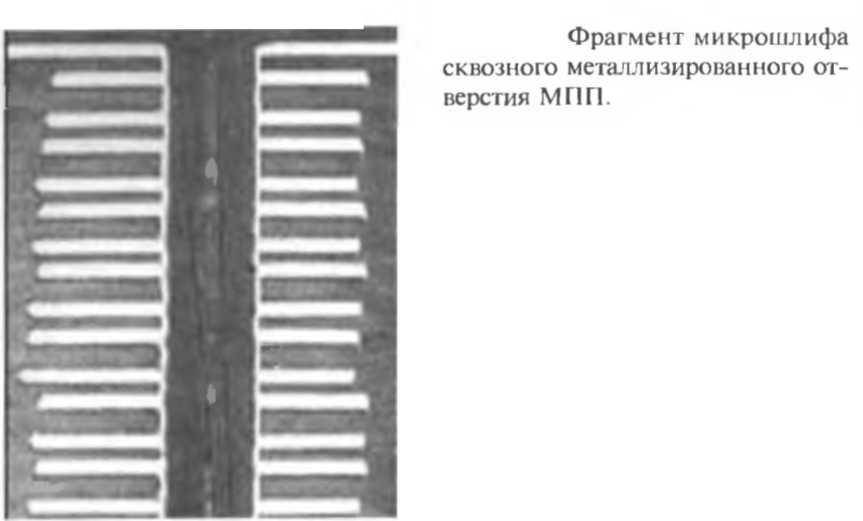 Фрагмент микрошлифа
сквозного металлизированного от-
верстия МПП.